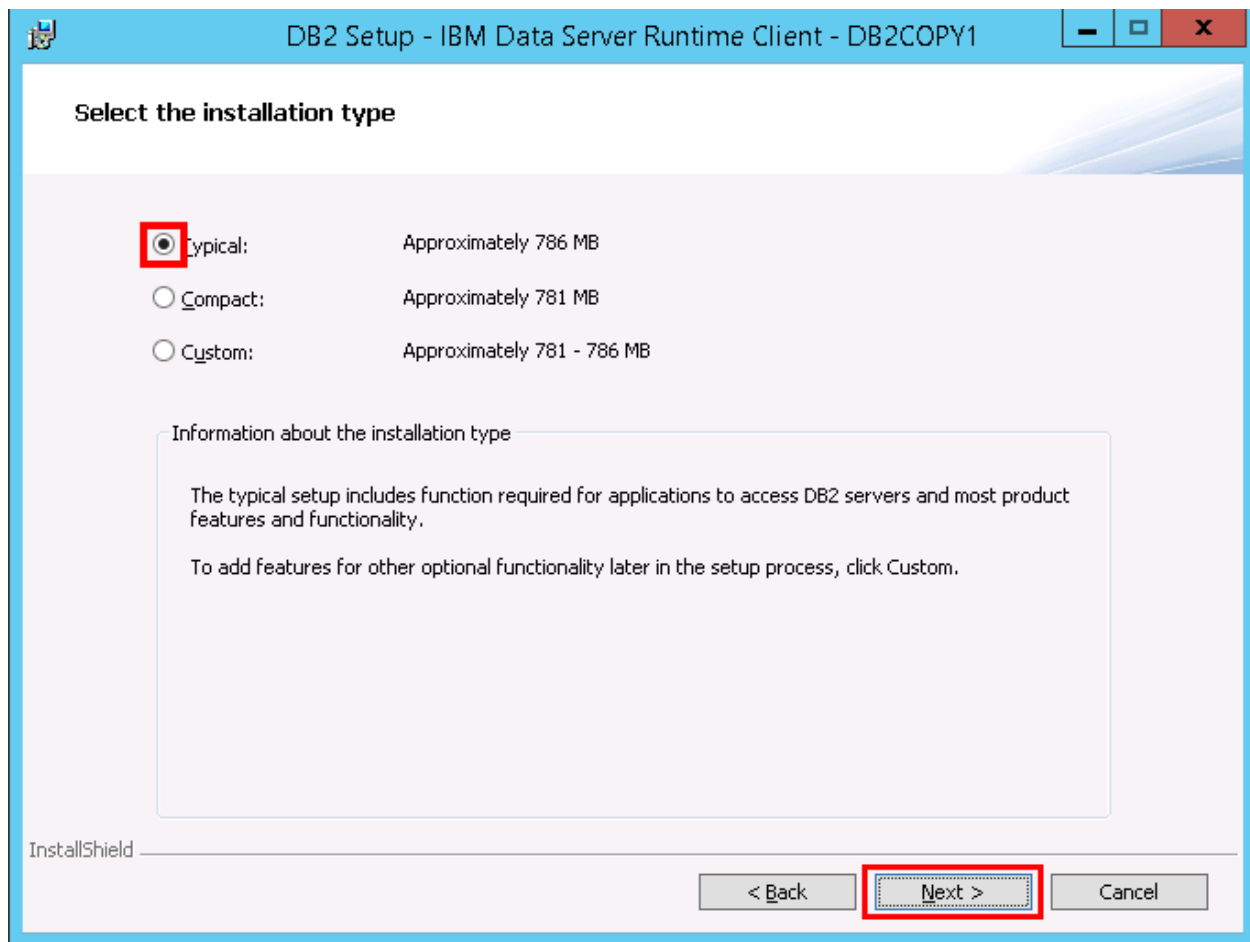 DB2 Setup - IBM Data Server Runtime Client - DB2COPY1
Select the installation type
Typical: Approximately 786 MB
Compact: Approximately 781 MB
Custom: Approximately 781 - 786 MB
Information about the installation type
The typical setup includes function required for applications to access DB2 servers and most product
features and functionality.
To add features for other optional functionality later in the setup process, click Custom.
InstallShield
< Back Next > Cancel